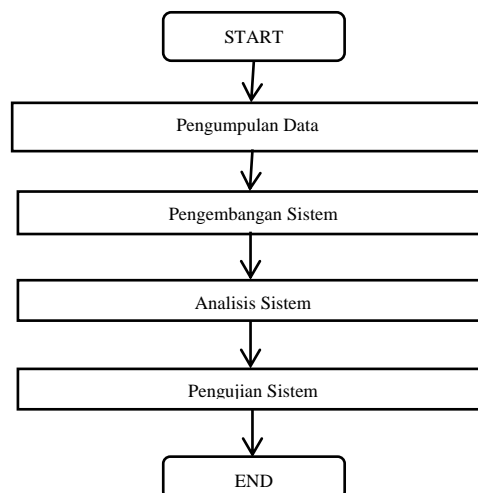 START
Pengumpulan Data
Pengembangan Sistem
Analisis Sistem
Pengujian Sistem
END